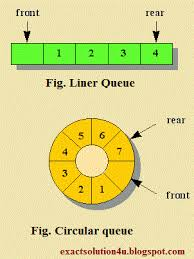 front rear
1 2 3 4
Fig. Liner Queue
5 6
4 7
3
2 1
rear
front
Fig. Circular queue
exactsolution4u.blogspot.com